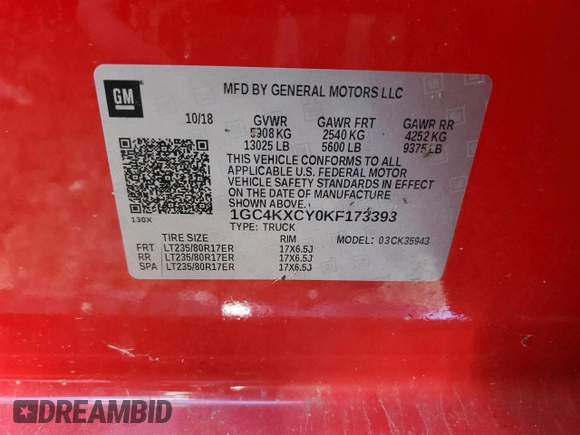 GM
MFD BY GENERAL MOTORS LLC
10/18 GVWR GAWR FRT GAWR RR
5908 KG 2540 KG 4252 KG
13025 LB 5600 LB 9375 LB
THIS VEHICLE CONFORMS TO ALL
APPLICABLE U.S. FEDERAL MOTOR
VEHICLE SAFETY STANDARDS IN EFFECT
ON THE DATE OF MANUFACTURE
SHOWN ABOVE.
1GC4KXCY0KF173393
130X TYPE: TRUCK
TIRE SIZE RIM MODEL: 03CK35943
FRT LT235/80R17ER 17X6.5J
RR LT235/80R17ER 17X6.5J
SPA LT235/80R17ER 17X6.5J
DREAMBID